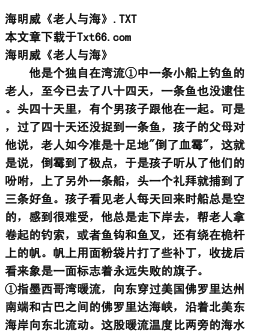 海明威《老人与海》.TXT
本文章下载于Txt66.com
海明威《老人与海》
他是个独自在湾流①中一条小船上钓鱼的
老人，至今已去了八十四天，一条鱼也没逮住
。头四十天里，有个男孩子跟他在一起。可是
，过了四十天还没捉到一条鱼，孩子的父母对
他说，老人如今准是十足地"倒了血霉"，这就
是说，倒霉到了极点，于是孩子听从了他们的
吩咐，上了另外一条船，头一个礼拜就捕到了
三条好鱼。孩子看见老人每天回来时船总是空
的，感到很难受，他总是走下岸去，帮老人拿
卷起的钓索，或者鱼钩和鱼叉，还有绕在桅杆
上的帆。帆上用面粉袋片打了些补丁，收拢后
看来象是一面标志着永远失败的旗子。
①指墨西哥湾暖流，向东穿过美国佛罗里达州
南端和古巴之间的佛罗里达海峡，沿着北美东
海岸向东北流动。这股暖流温度比两旁的海水